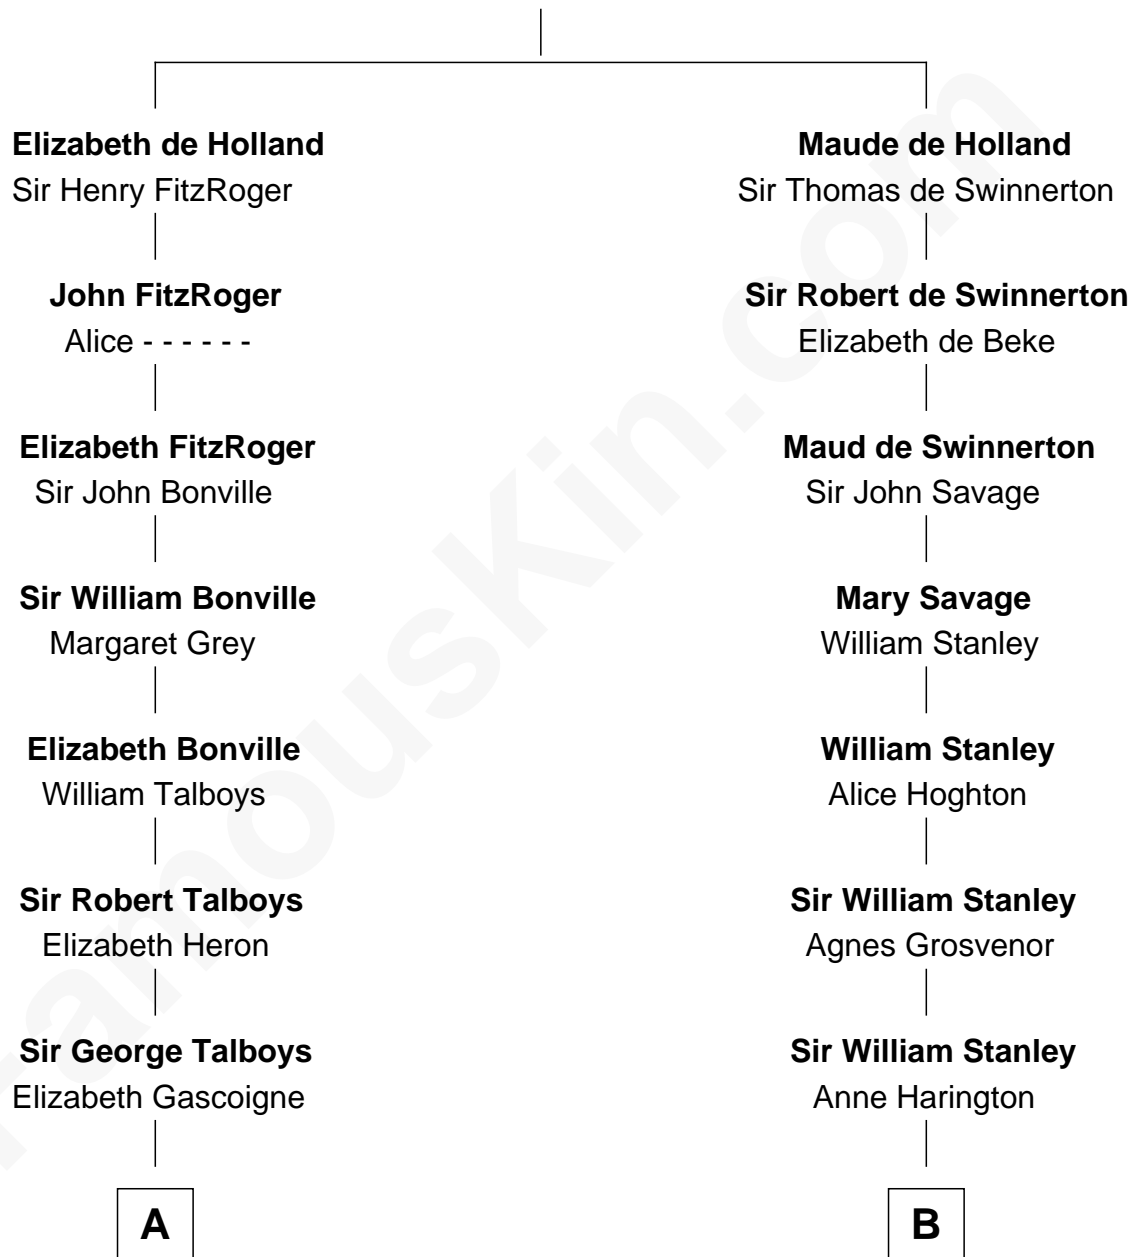 Elizabeth de Holland
Sir Henry FitzRoger
John FitzRoger
Alice - - - - - -
Elizabeth FitzRoger
Sir John Bonville
Sir William Bonville
Margaret Grey
Elizabeth Bonville
William Talboys
Sir Robert Talboys
Elizabeth Heron
Sir George Talboys
Elizabeth Gascoigne
A
Maude de Holland
Sir Thomas de Swinnerton
Sir Robert de Swinnerton
Elizabeth de Beke
Maud de Swinnerton
Sir John Savage
Mary Savage
William Stanley
William Stanley
Alice Hoghton
Sir William Stanley
Agnes Grosvenor
Sir William Stanley
Anne Harington
B
FamousKin.com